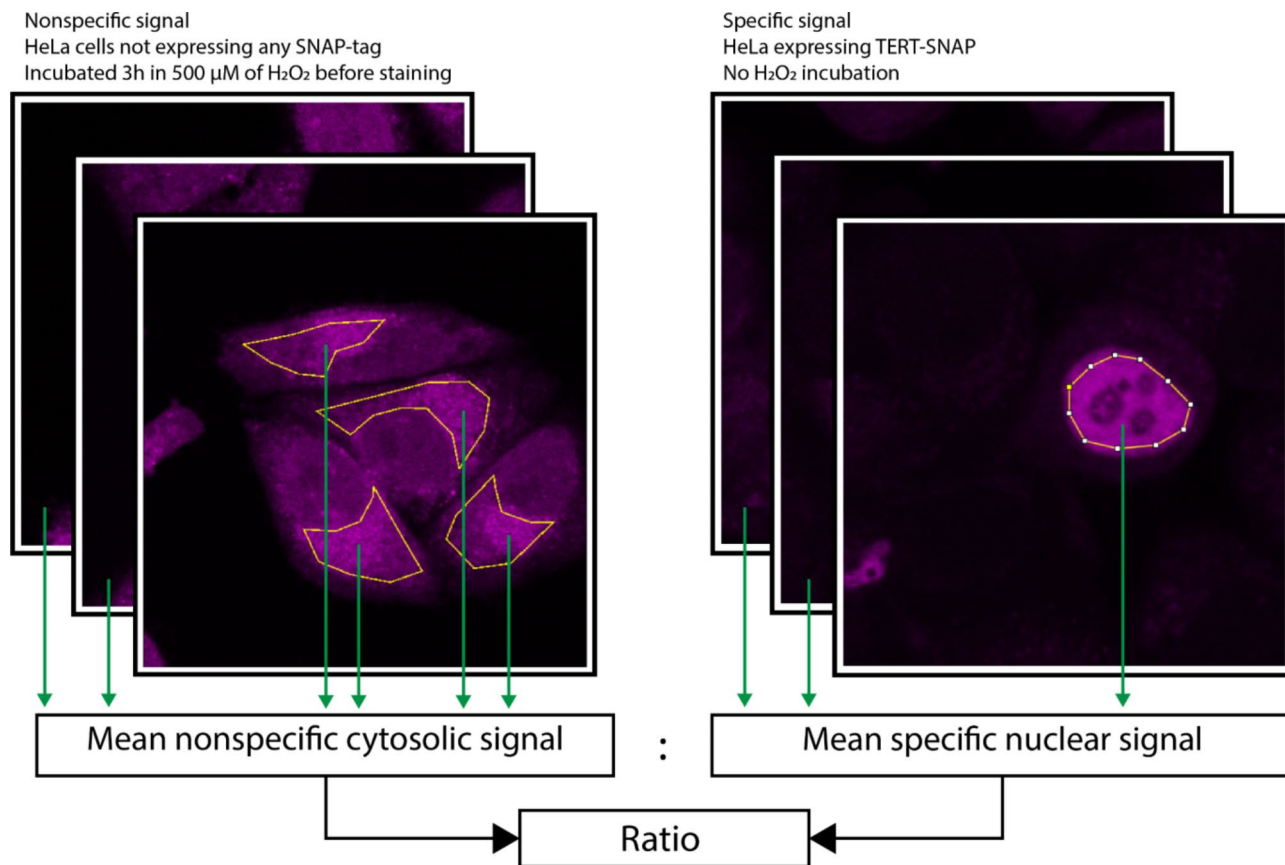 Nonspecific signal
HeLa cells not expressing any SNAP-tag
Incubated 3h in 500 µM of H₂O₂ before staining
Specific signal
HeLa expressing TERT-SNAP
No H₂O₂ incubation
Mean nonspecific cytosolic signal
:
Mean specific nuclear signal
Ratio